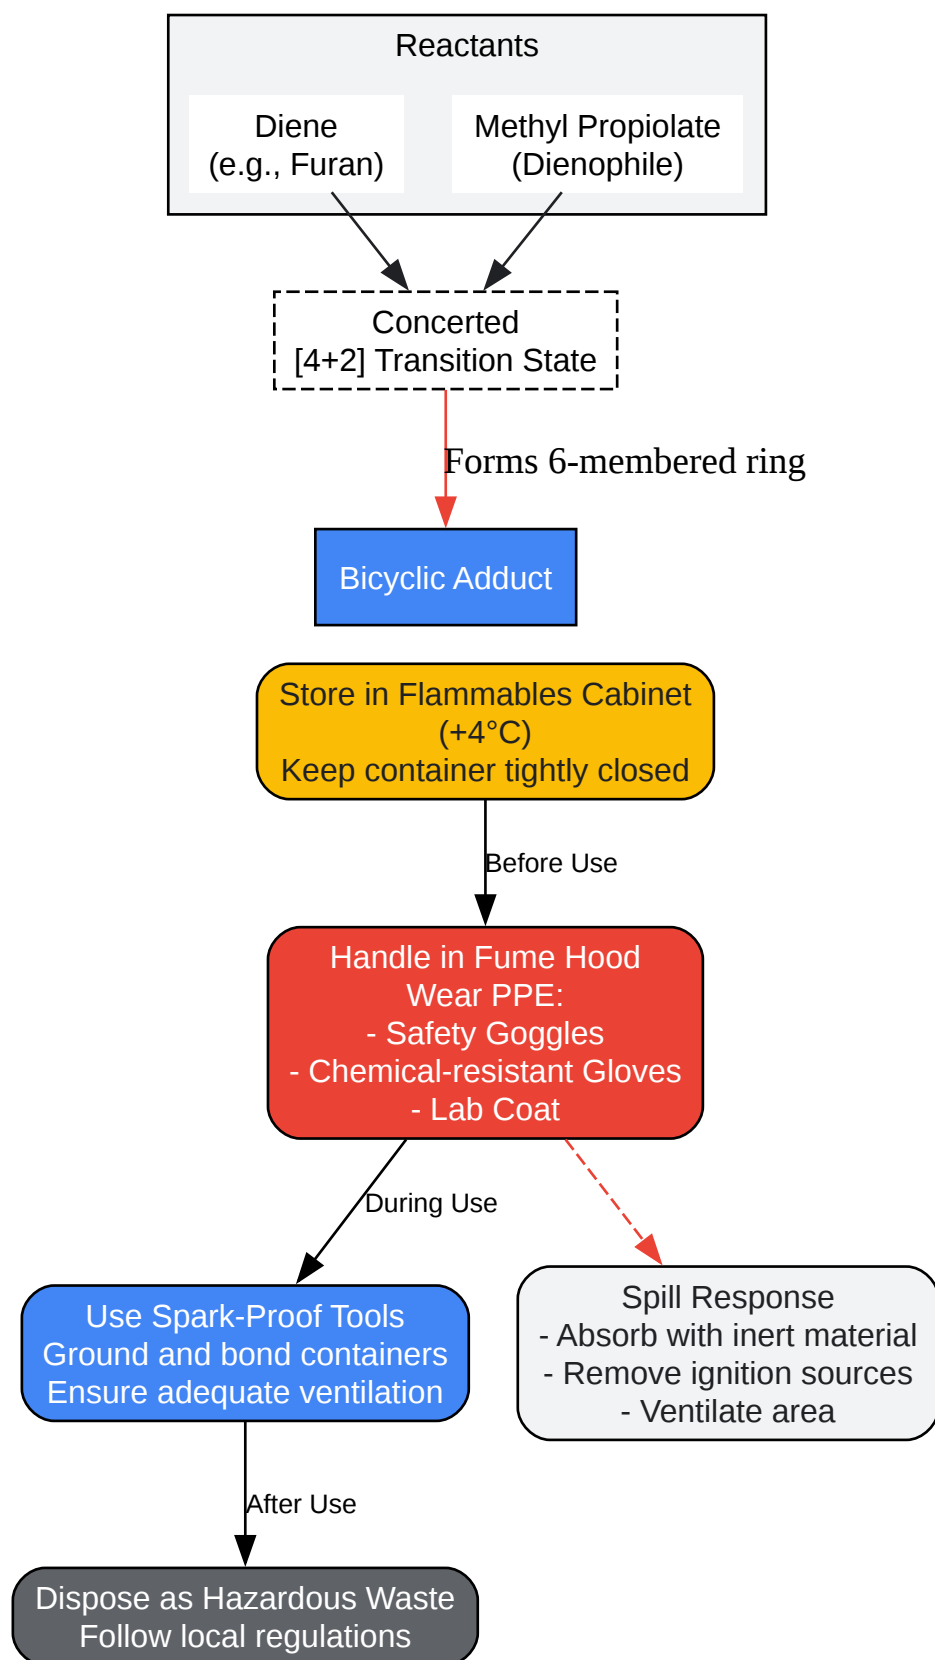 Reactants
Diene
(e.g., Furan)
Methyl Propiolate
(Dienophile)
Concerted
[4+2] Transition State
Forms 6-membered ring
Bicyclic Adduct
Store in Flammables Cabinet
(+4°C)
Keep container tightly closed
Before Use
Handle in Fume Hood
Wear PPE:
- Safety Goggles
- Chemical-resistant Gloves
- Lab Coat
During Use
Use Spark-Proof Tools
Ground and bond containers
Ensure adequate ventilation
Spill Response
- Absorb with inert material
- Remove ignition sources
- Ventilate area
After Use
Dispose as Hazardous Waste
Follow local regulations